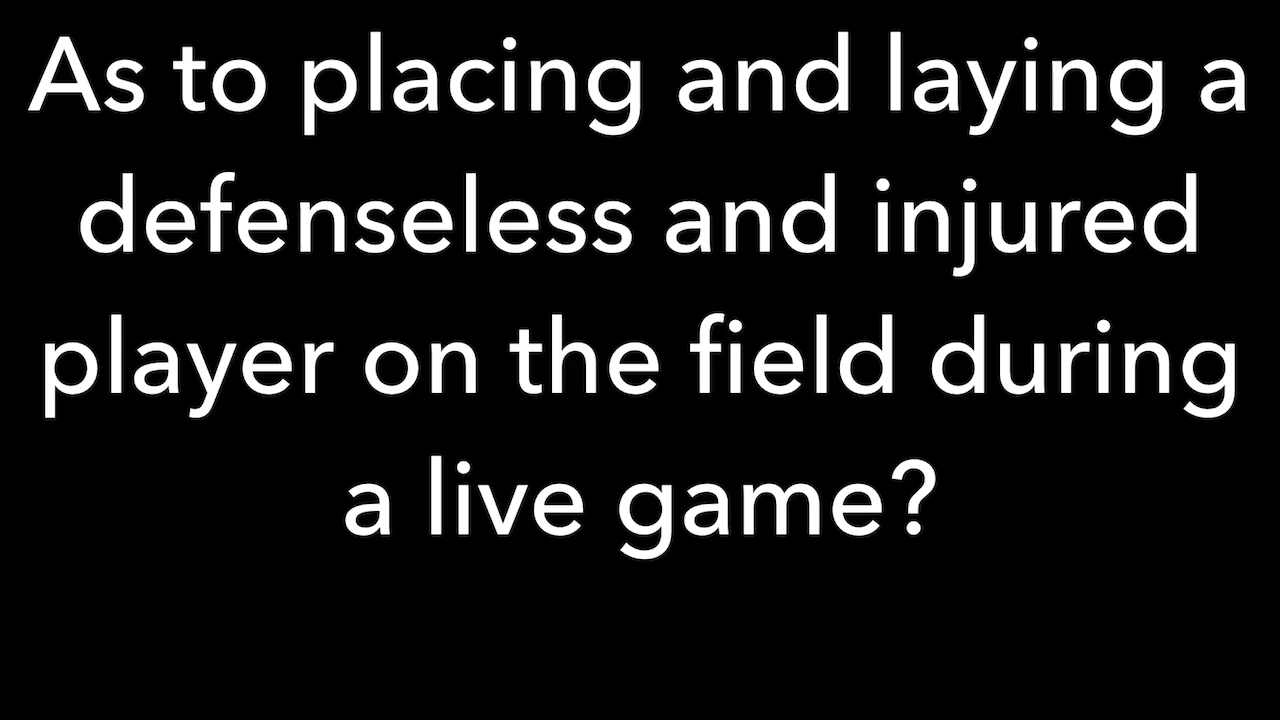 As to placing and laying a
defenseless and injured
player on the field during
a live game?